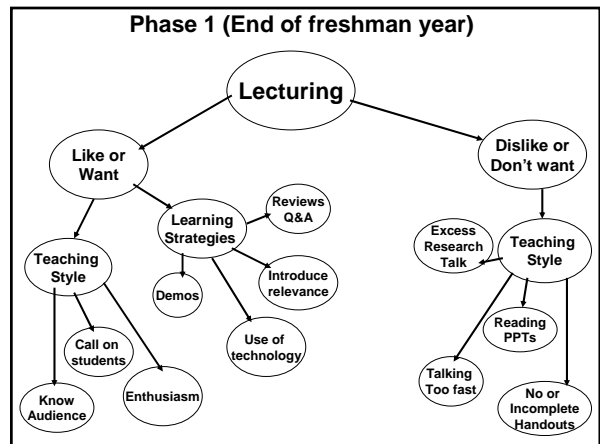 Phase 1 (End of freshman year)
Lecturing
Like or
Want
Dislike or
Don't want
Learning
Strategies
Reviews
Q&A
Teaching
Style
Demos
Introduce
relevance
Excess
Research
Talk
Teaching
Style
Call on
students
Use of
technology
Reading
PPTs
Know
Audience
Enthusiasm
Talking
Too fast
No or
Incomplete
Handouts